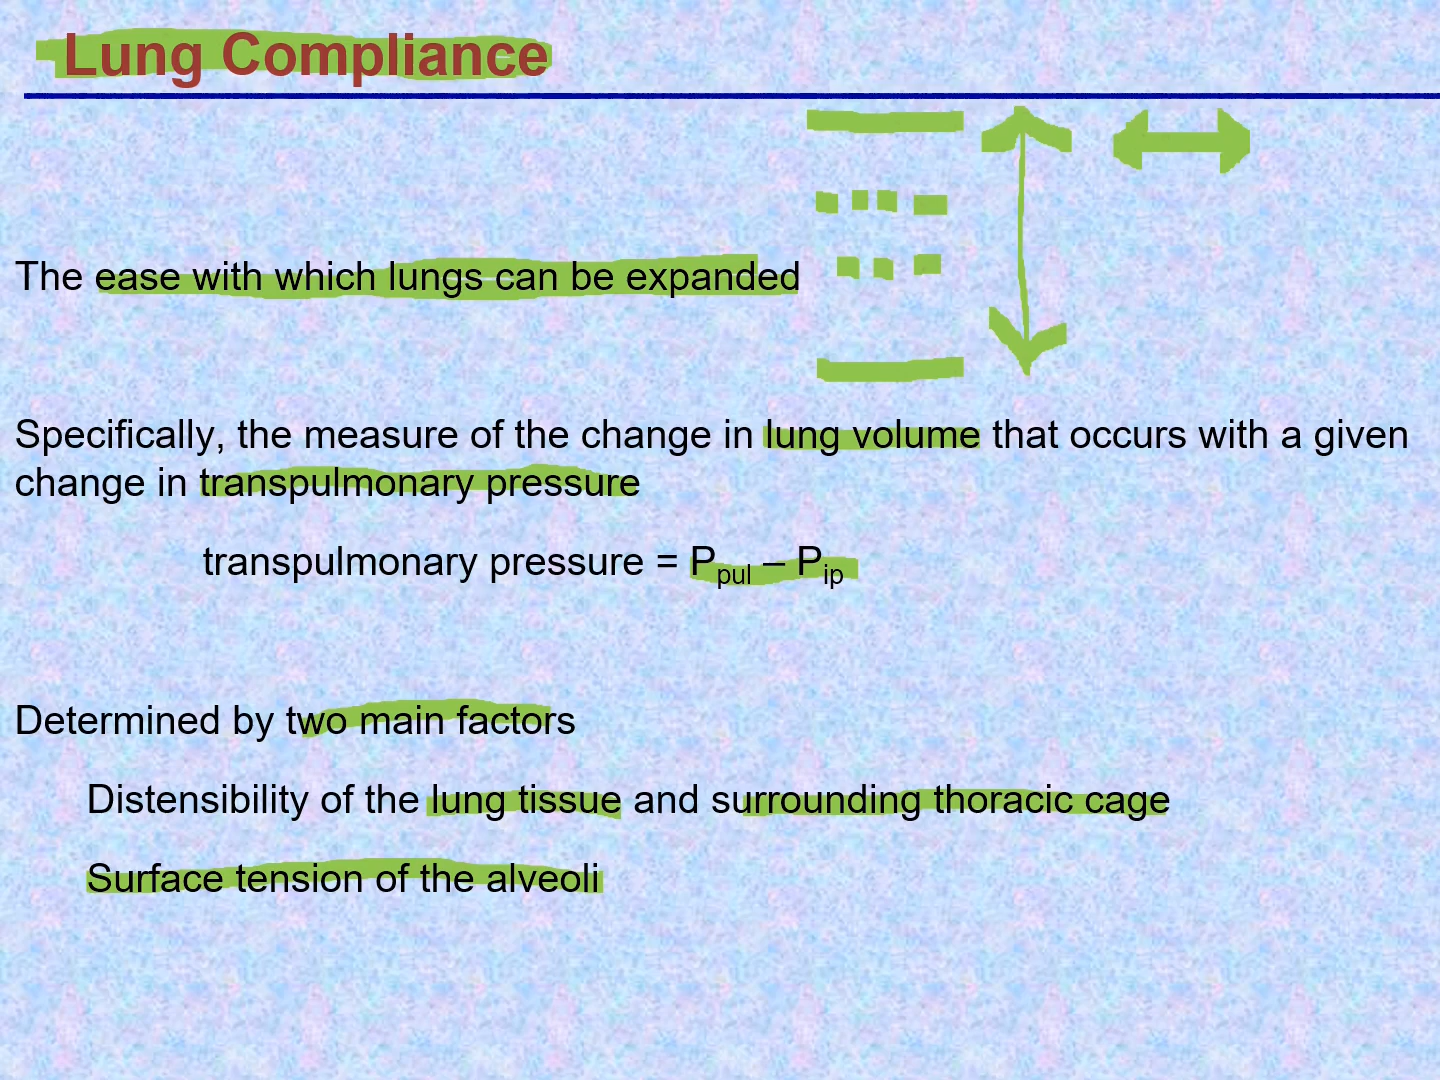 Lung Compliance
The ease with which lungs can be expanded
Specifically, the measure of the change in lung volume that occurs with a given
change in transpulmonary pressure
transpulmonary pressure = Ppul – Pip
Determined by two main factors
Distensibility of the lung tissue and surrounding thoracic cage
Surface tension of the alveoli